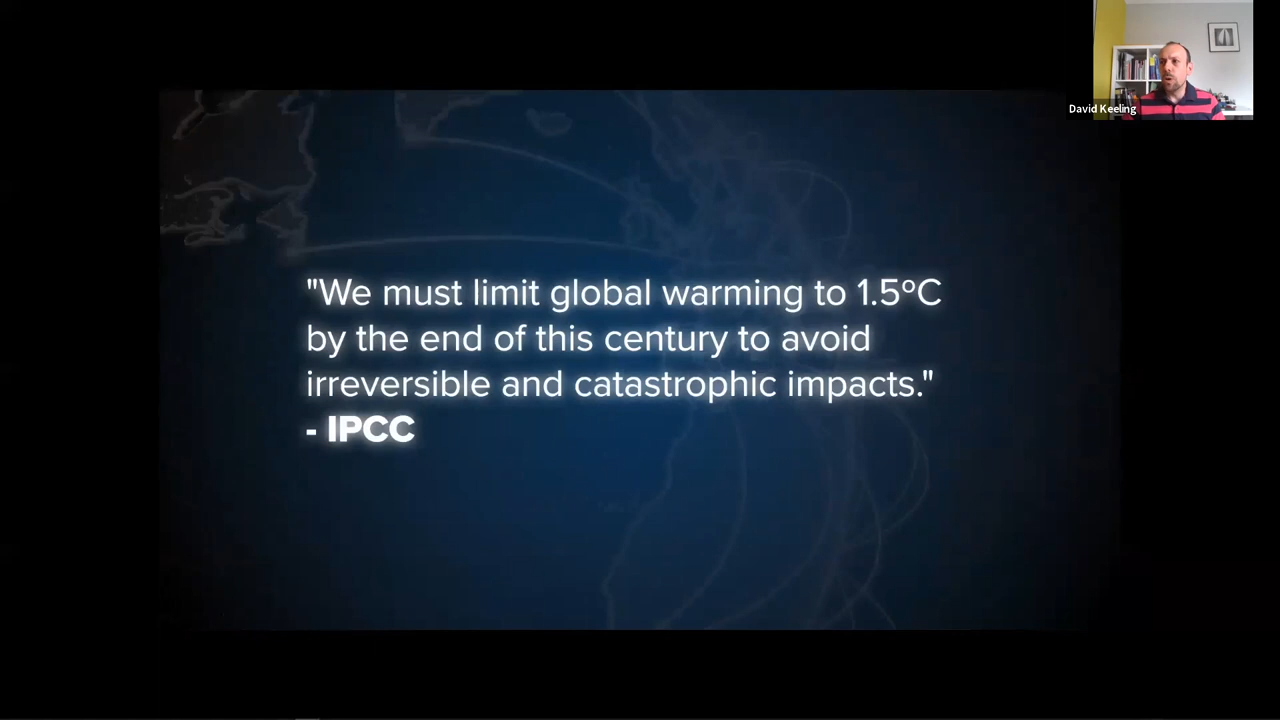 David Keeling
"We must limit global warming to 1.5ºC
by the end of this century to avoid
irreversible and catastrophic impacts."
- IPCC